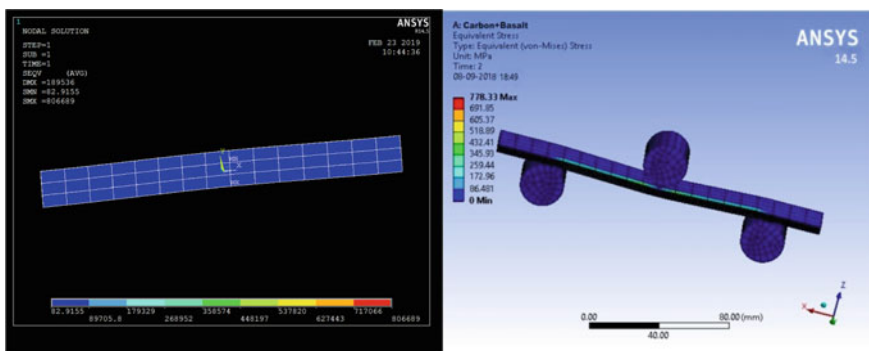 1
NODAL SOLUTION
STEP=1
SUB =1
TIME=1
SEQV (AVG)
DMX =189536
SMN =82.9155
SMX =806689
ANSYS
R14.5
FEB 23 2019
10:44:36
82.9155 179329 358574 537820 717066
89705.8 268952 448197 627443 806689
A: Carbon+Basalt
Equivalent Stress
Type: Equivalent (von-Mises) Stress
Unit: MPa
Time: 2
08-09-2018 18:49
778.33 Max
691.85
605.37
518.89
432.41
345.93
259.44
172.96
86.481
0 Min
ANSYS
14.5
0.00 80.00 (mm)
40.00
X
Y
Z